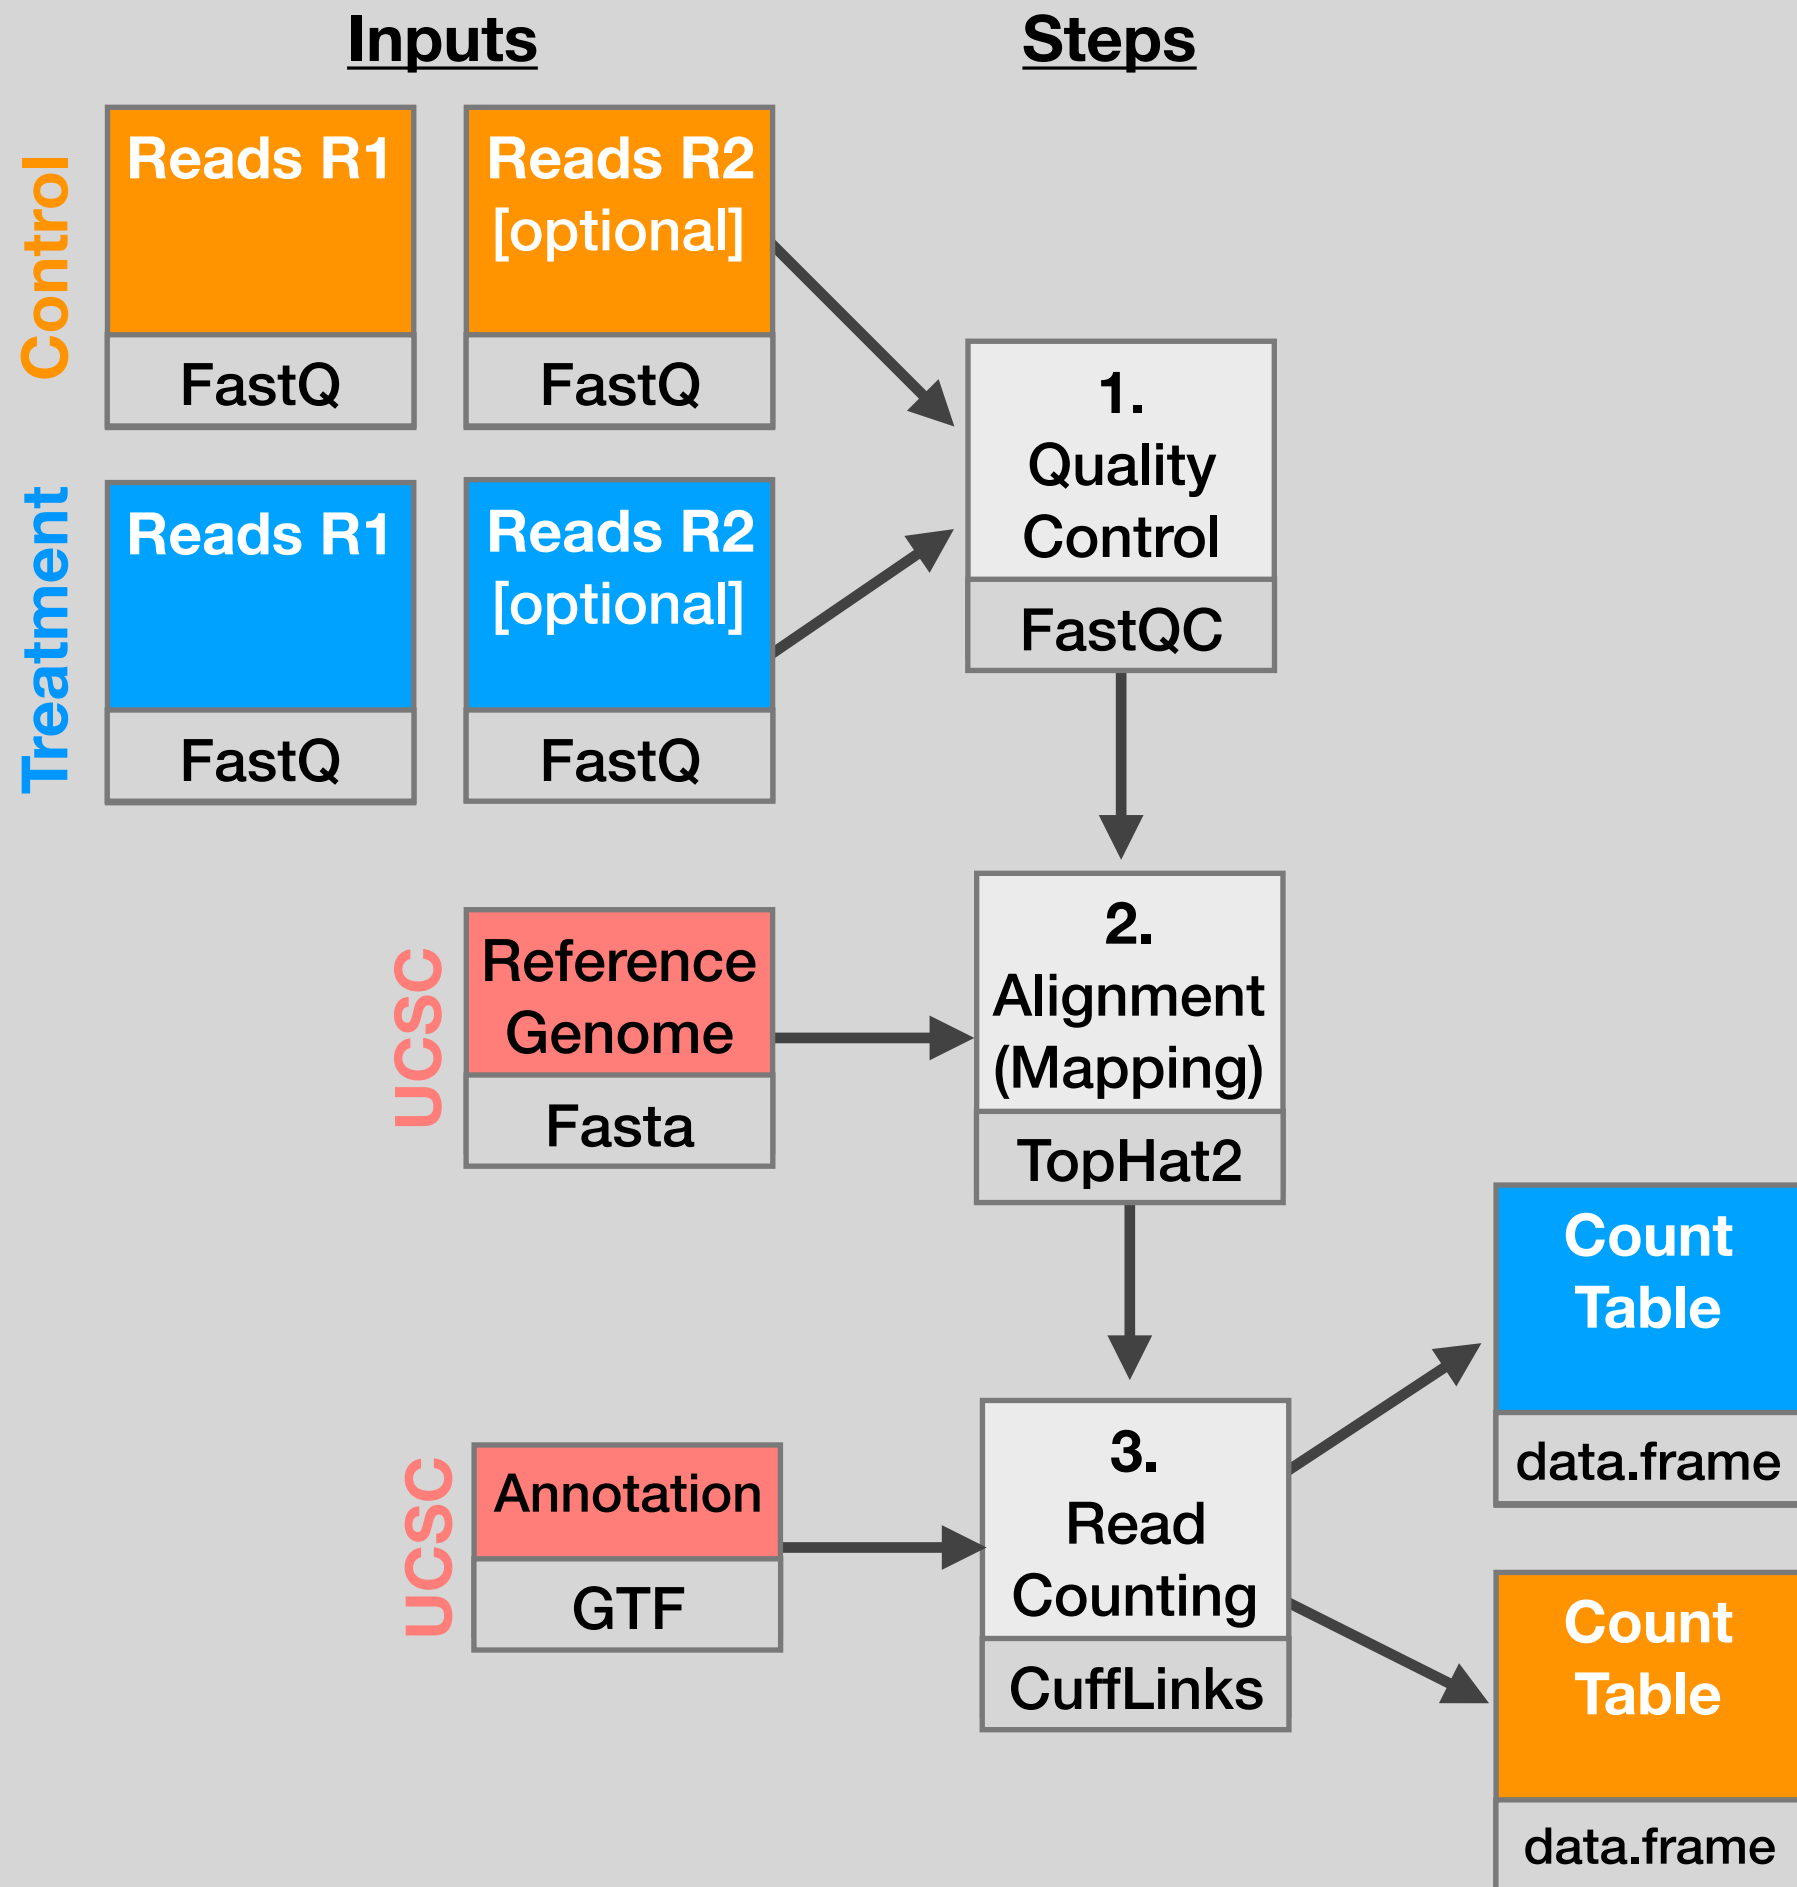 Inputs
Steps
Control
Reads R1
FastQ
Reads R2
[optional]
FastQ
Treatment
Reads R1
FastQ
Reads R2
[optional]
FastQ
1.
Quality
Control
FastQC
UCSC
Reference
Genome
Fasta
2.
Alignment
(Mapping)
TopHat2
UCSC
Annotation
GTF
3.
Read
Counting
CuffLinks
Count
Table
data.frame
Count
Table
data.frame